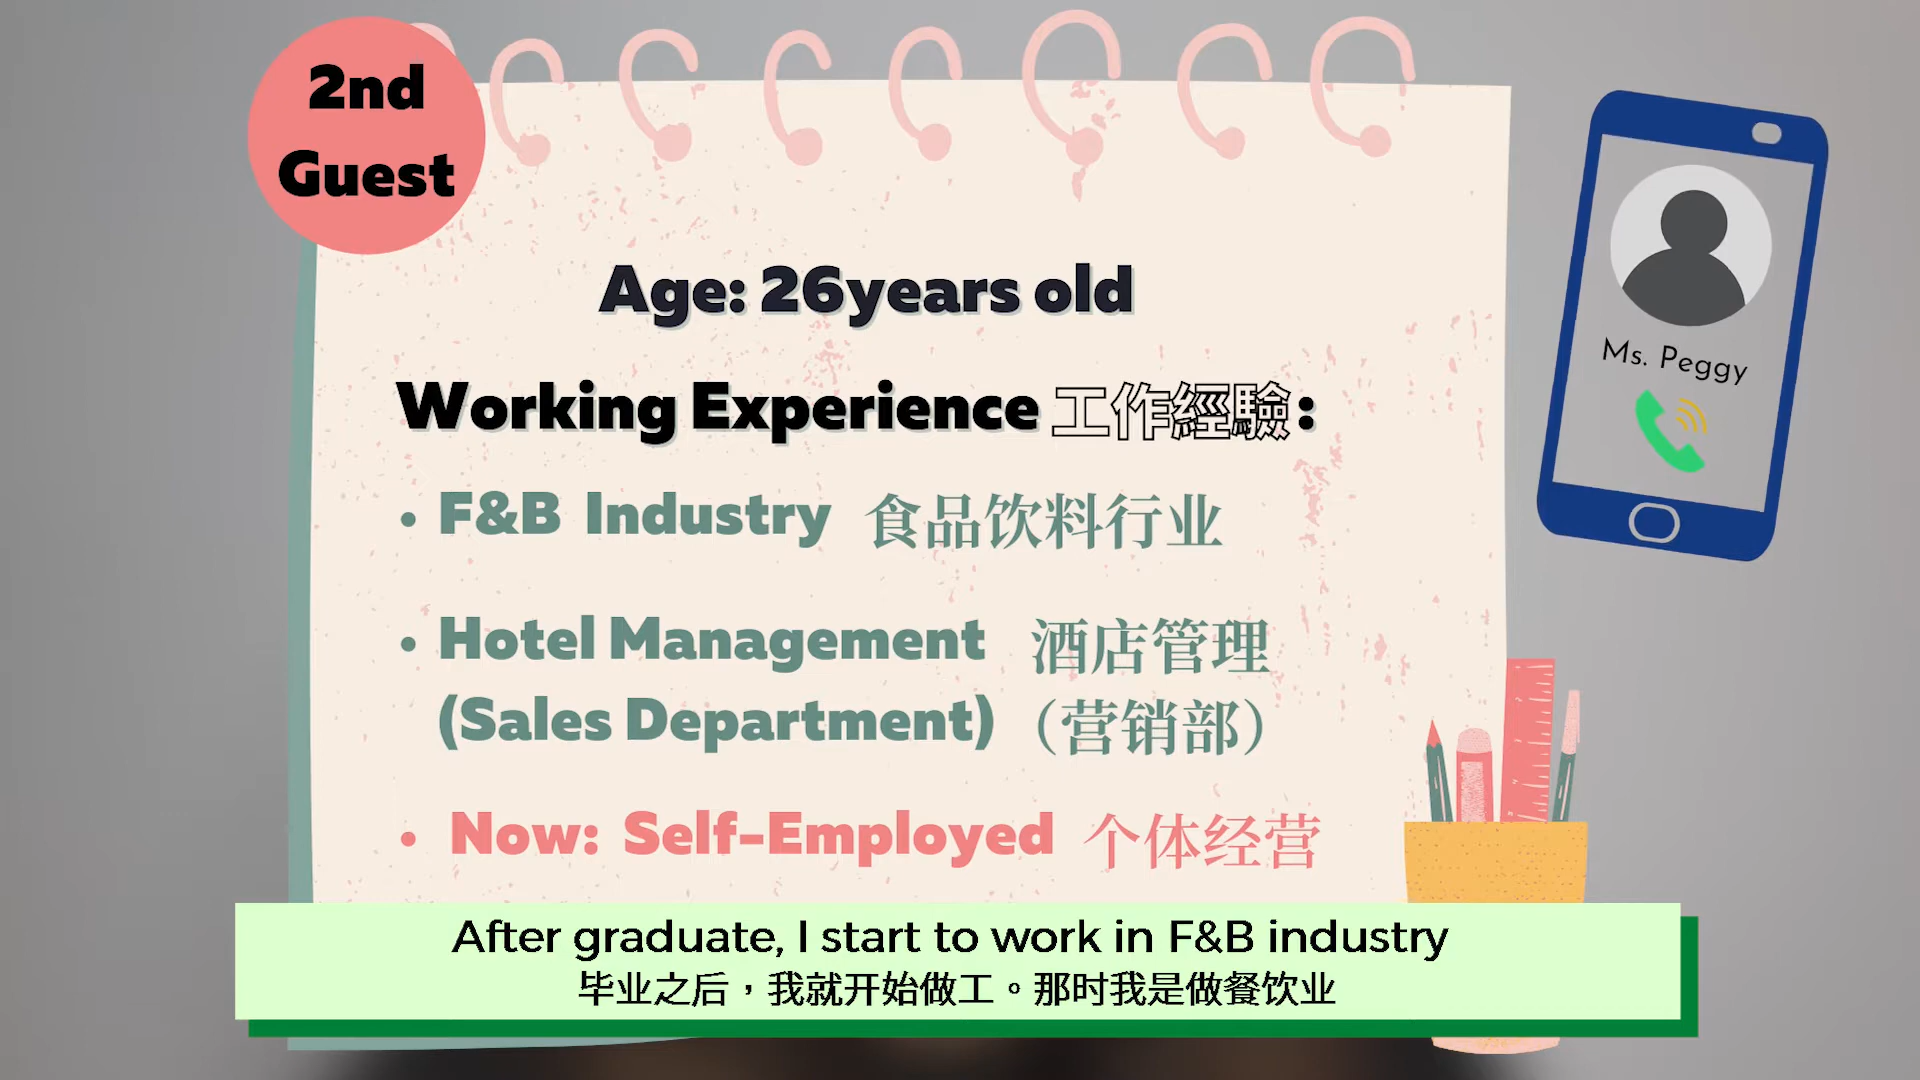 2nd
Guest
Age: 26years old
Working Experience 工作經驗:
• F&B Industry 食品饮料行业
• Hotel Management 酒店管理
(Sales Department) （营销部）
• Now: Self-Employed 个体经营
Ms. Peggy
After graduate, I start to work in F&B industry
毕业之后，我就开始做工。那时我是做餐饮业